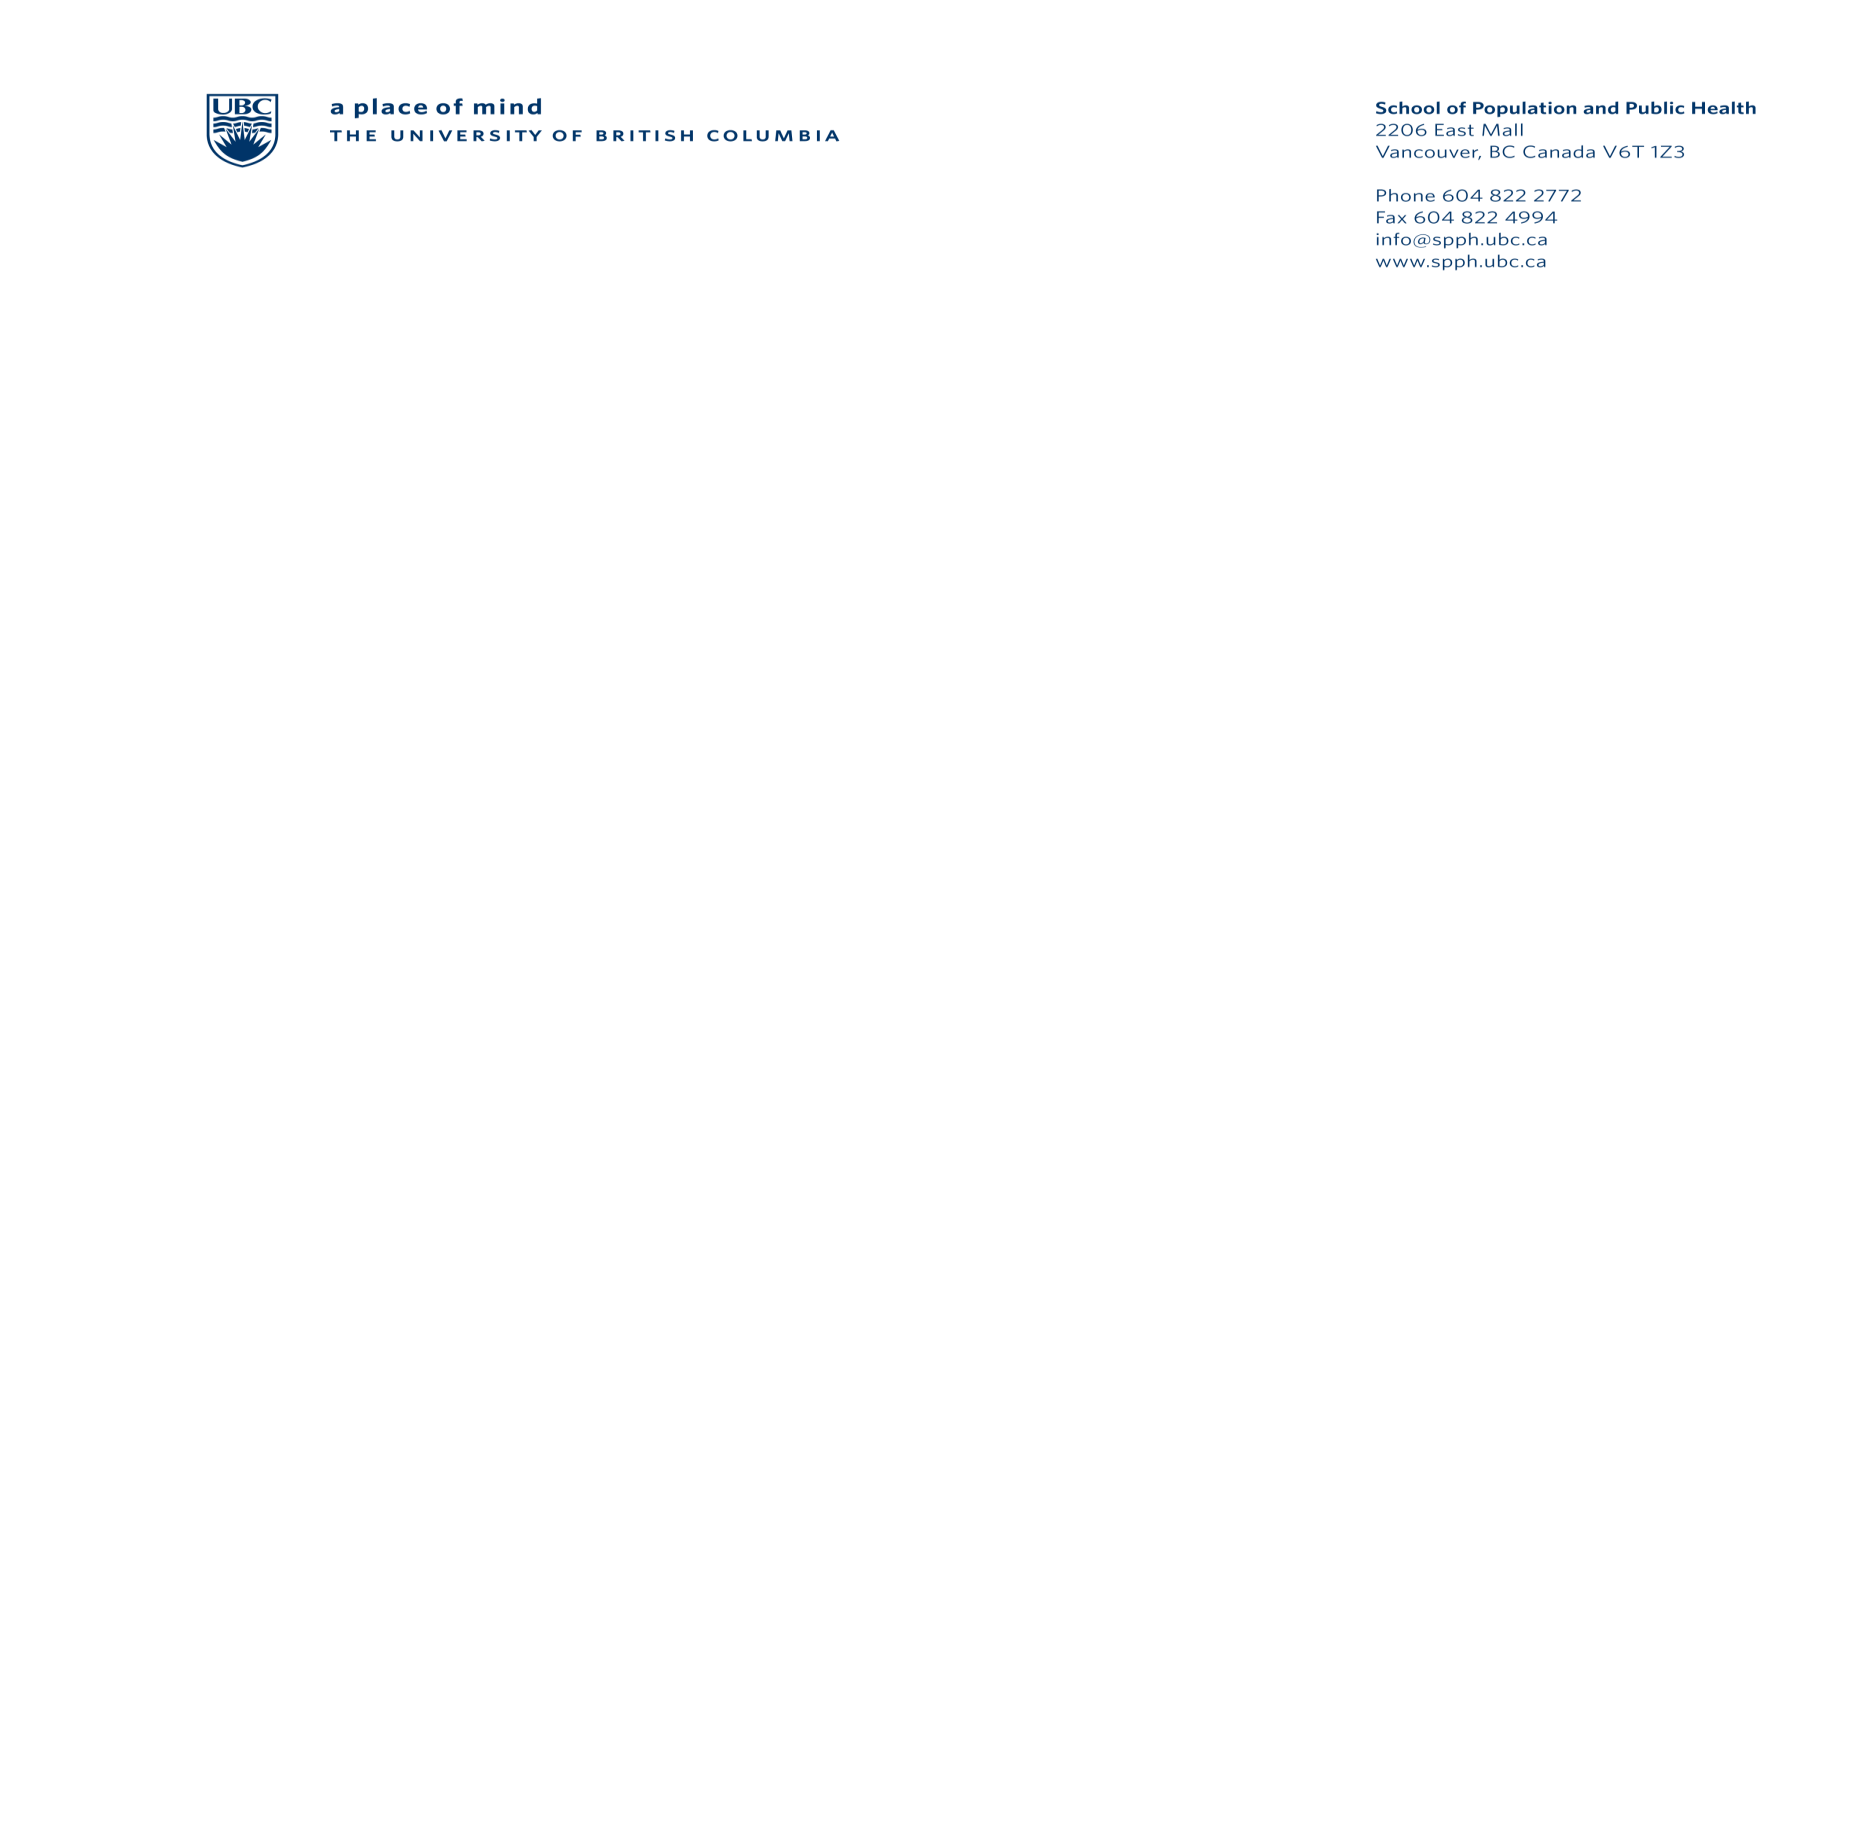 UBC
a place of mind
THE UNIVERSITY OF BRITISH COLUMBIA
School of Population and Public Health
2206 East Mall
Vancouver, BC Canada V6T 1Z3
Phone 604 822 2772
Fax 604 822 4994
info@spph.ubc.ca
www.spph.ubc.ca